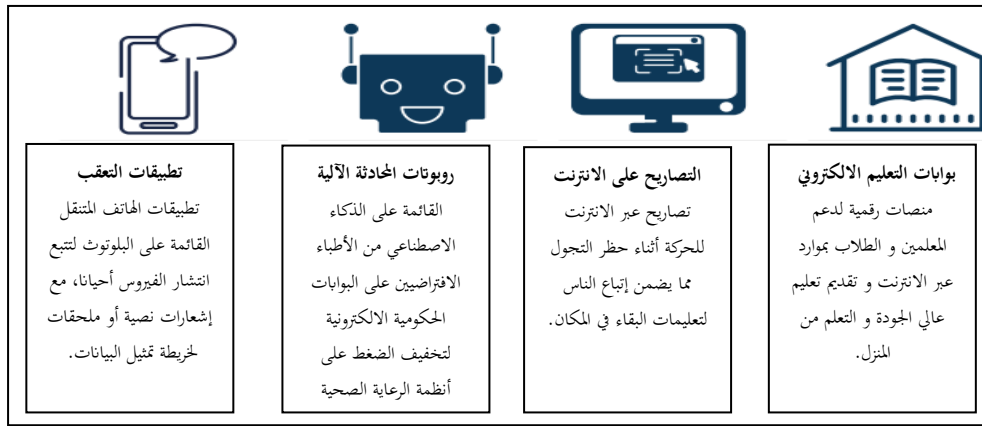 بوابات التعليم الالكتروني
منصات رقمية لدعم
المعلمين و الطلاب بموارد
عبر الانترنت و تقديم تعليم
عالي الجودة و التعلم من
المنزل.
التصاريح على الانترنت
تصاريح عبر الانترنت
للحركة أثناء حظر التجول
مما يضمن إتباع الناس
لتعليمات البقاء في المكان.
روبوتات المحادثة الآلية
القائمة على الذكاء
الاصطناعي من الأطباء
الافتراضيين على البوابات
الحكومية الالكترونية
لتخفيف الضغط على
أنظمة الرعاية الصحية
تطبيقات التعقب
تطبيقات الهاتف المتنقل
القائمة على البلوتوث لتتبع
انتشار الفيروس أحيانا، مع
إشعارات نصية أو ملحقات
لخريطة تمثيل البيانات.